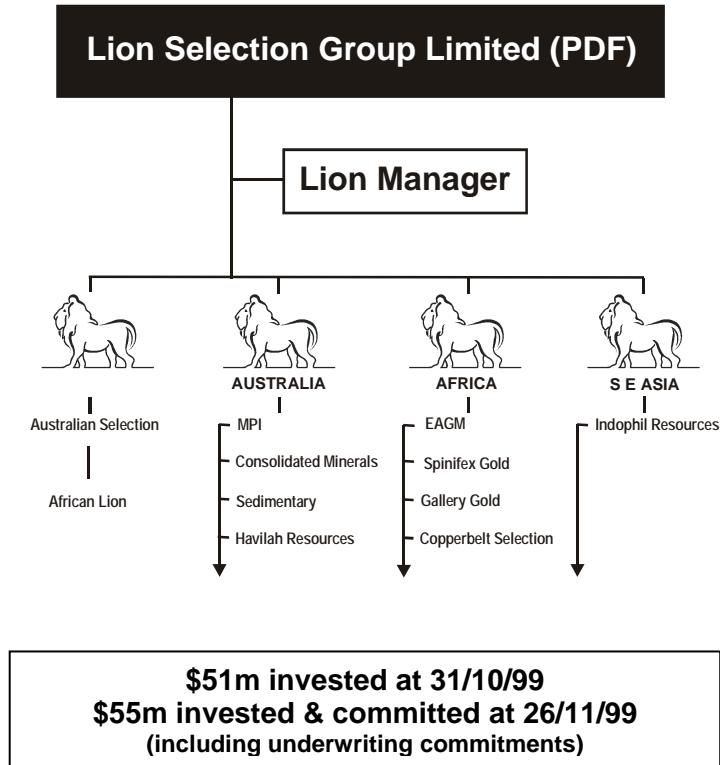 Lion Selection Group Limited (PDF)
Lion Manager
Australian Selection
African Lion
AUSTRALIA
MPI
Consolidated Minerals
Sedimentary
Havilah Resources
AFRICA
EAGM
Spinifex Gold
Gallery Gold
Copperbelt Selection
S E ASIA
Indophil Resources
$51m invested at 31/10/99
$55m invested & committed at 26/11/99
(including underwriting commitments)